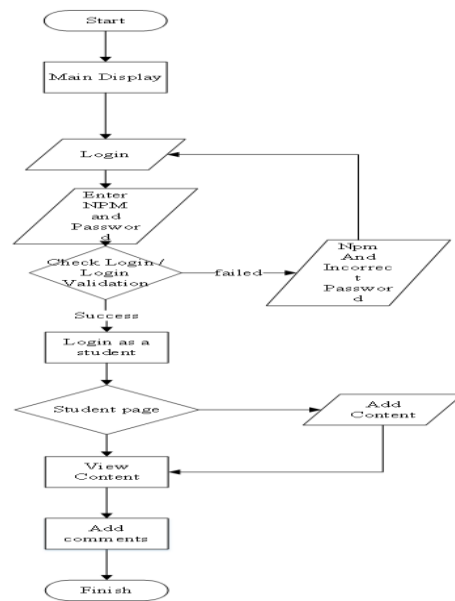 Start
Main Display
Login
Enter
NPM
and
Passwor
d
Check Login /
Login
Validation
failed
Npm
And
Incorrec
t
Passwor
d
Success
Login as a
student
Student page
Add
Content
View
Content
Add
comments
Finish